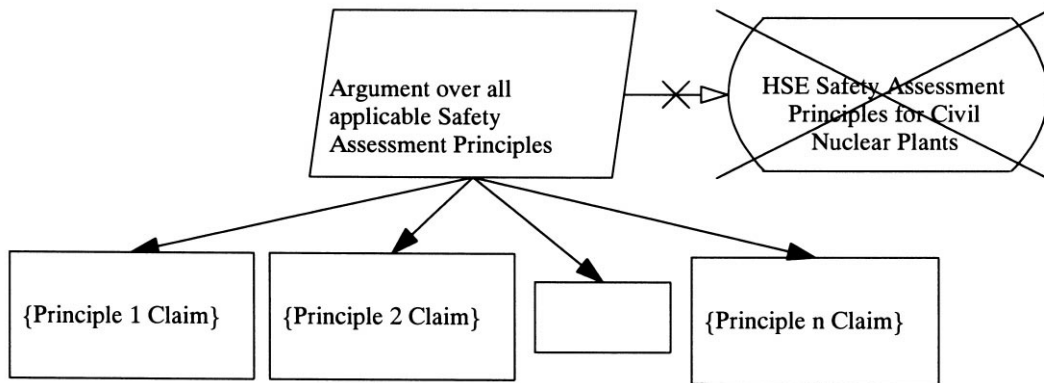 Argument over all
applicable Safety
Assessment Principles
HSE Safety Assessment
Principles for Civil
Nuclear Plants
{Principle 1 Claim}
{Principle 2 Claim}
{Principle n Claim}